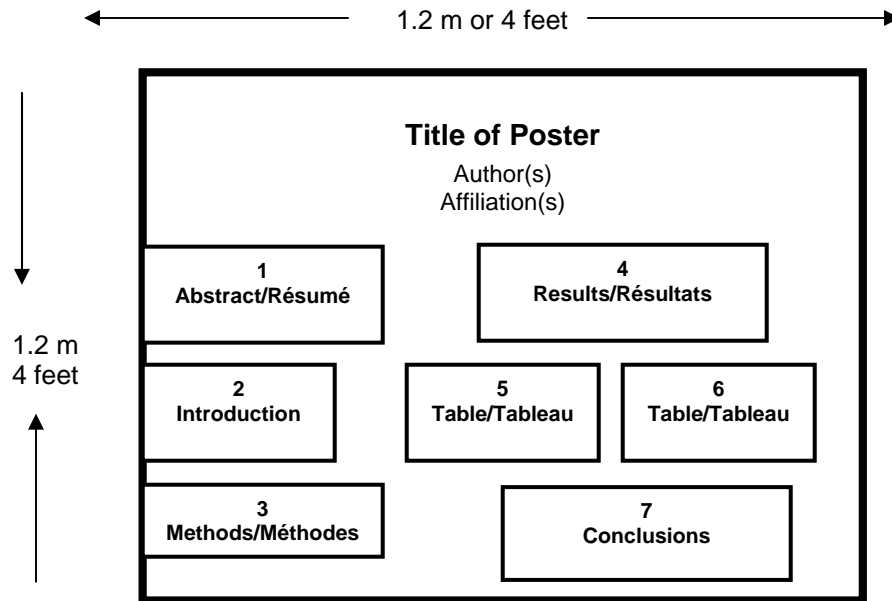 1.2 m or 4 feet
Title of Poster
Author(s)
Affiliation(s)
1
Abstract/Résumé
4
Results/Résultats
1.2 m
4 feet
2
Introduction
5
Table/Tableau
6
Table/Tableau
3
Methods/Méthodes
7
Conclusions